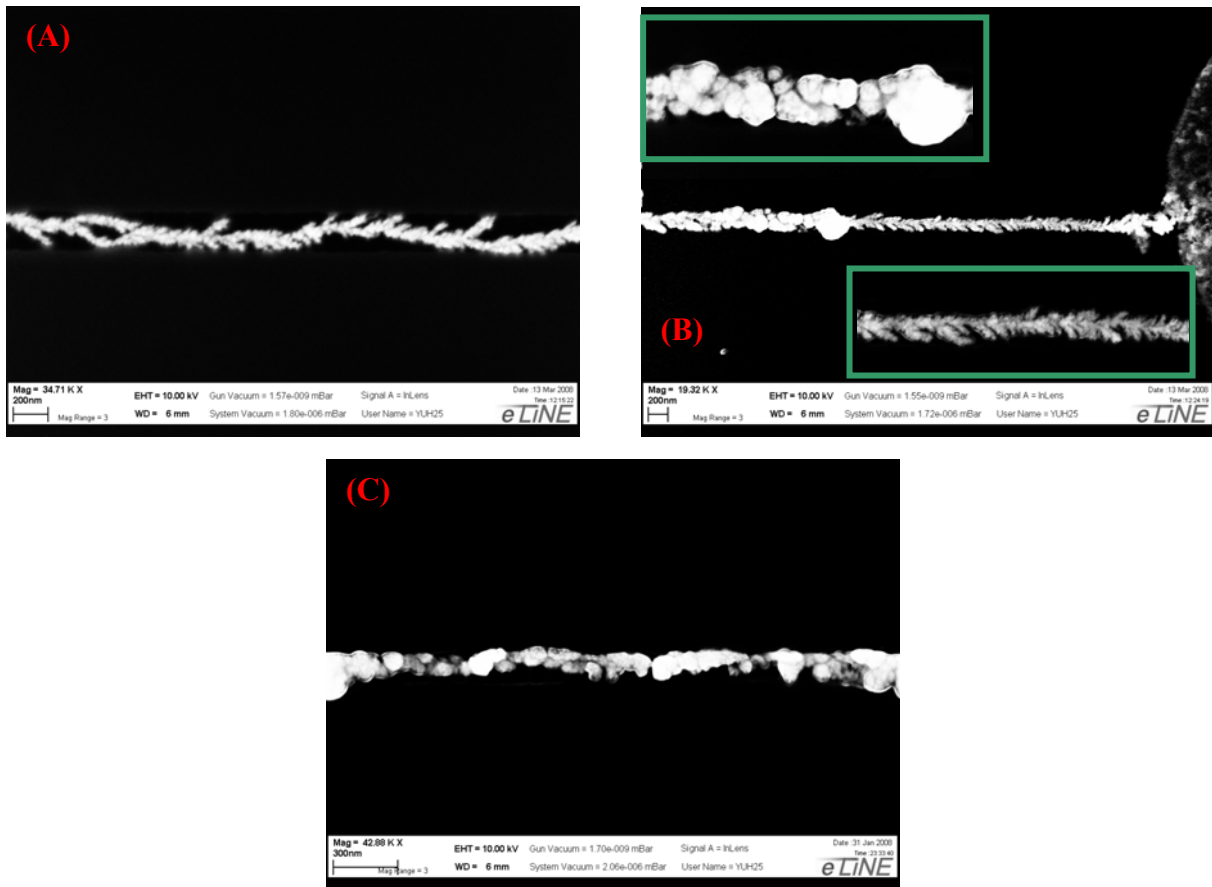 (A)
Mag = 34.71 K X
200nm
Mag Range = 3
EHT = 10.00 kV Gun Vacuum = 1.57e-009 mBar Signal A = InLens Date :13 Mar 2008
Time :12:15:22
WD = 6 mm System Vacuum = 1.80e-006 mBar User Name = YUH25
eLiNE
(B)
Mag = 19.32 K X
200nm
Mag Range = 3
EHT = 10.00 kV Gun Vacuum = 1.55e-009 mBar Signal A = InLens Date :13 Mar 2008
Time :12:24:19
WD = 6 mm System Vacuum = 1.72e-006 mBar User Name = YUH25
eLiNE
(C)
Mag = 42.88 K X
300nm
Mag Range = 3
EHT = 10.00 kV Gun Vacuum = 1.70e-009 mBar Signal A = InLens Date :31 Jan 2008
Time :23:33:40
WD = 6 mm System Vacuum = 2.06e-006 mBar User Name = YUH25
eLiNE